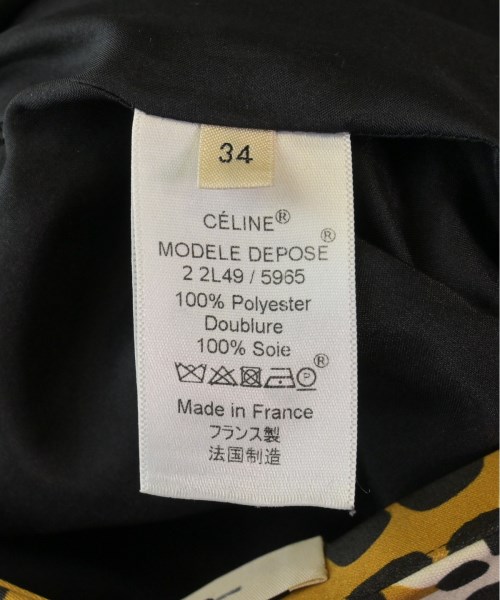 34
CÉLINE®
MODELE DEPOSE®
2 2L49 / 5965
100% Polyester
Doublure
100% Soie
®
P
Made in France
フランス製
法国制造